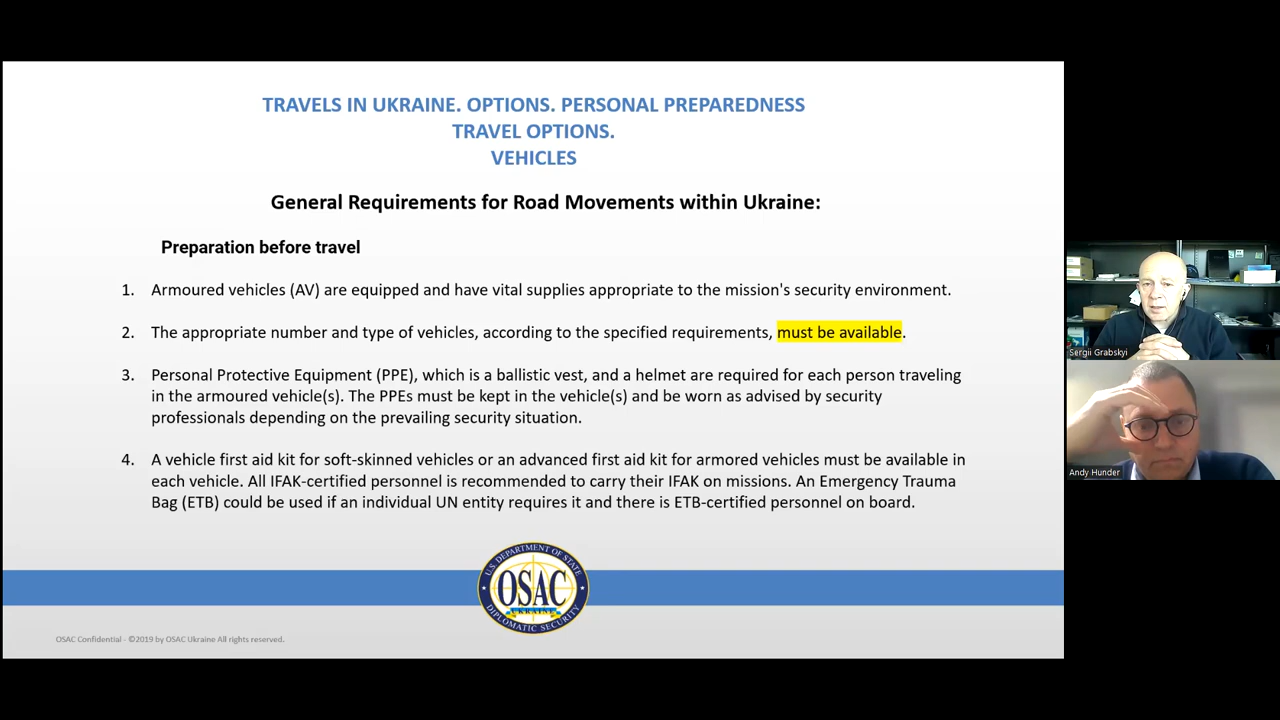 TRAVELS IN UKRAINE. OPTIONS. PERSONAL PREPAREDNESS
TRAVEL OPTIONS.
VEHICLES
General Requirements for Road Movements within Ukraine:
Preparation before travel
1. Armoured vehicles (AV) are equipped and have vital supplies appropriate to the mission's security environment.
2. The appropriate number and type of vehicles, according to the specified requirements, must be available.
3. Personal Protective Equipment (PPE), which is a ballistic vest, and a helmet are required for each person traveling
in the armoured vehicle(s). The PPEs must be kept in the vehicle(s) and be worn as advised by security
professionals depending on the prevailing security situation.
4. A vehicle first aid kit for soft-skinned vehicles or an advanced first aid kit for armored vehicles must be available in
each vehicle. All IFAK-certified personnel is recommended to carry their IFAK on missions. An Emergency Trauma
Bag (ETB) could be used if an individual UN entity requires it and there is ETB-certified personnel on board.
U.S. DEPARTMENT OF STATE
OSAC
UKRAINE
DIPLOMATIC SECURITY
OSAC Confidential - ©2019 by OSAC Ukraine All rights reserved.
Sergii Grabskyi
Andy Hunder